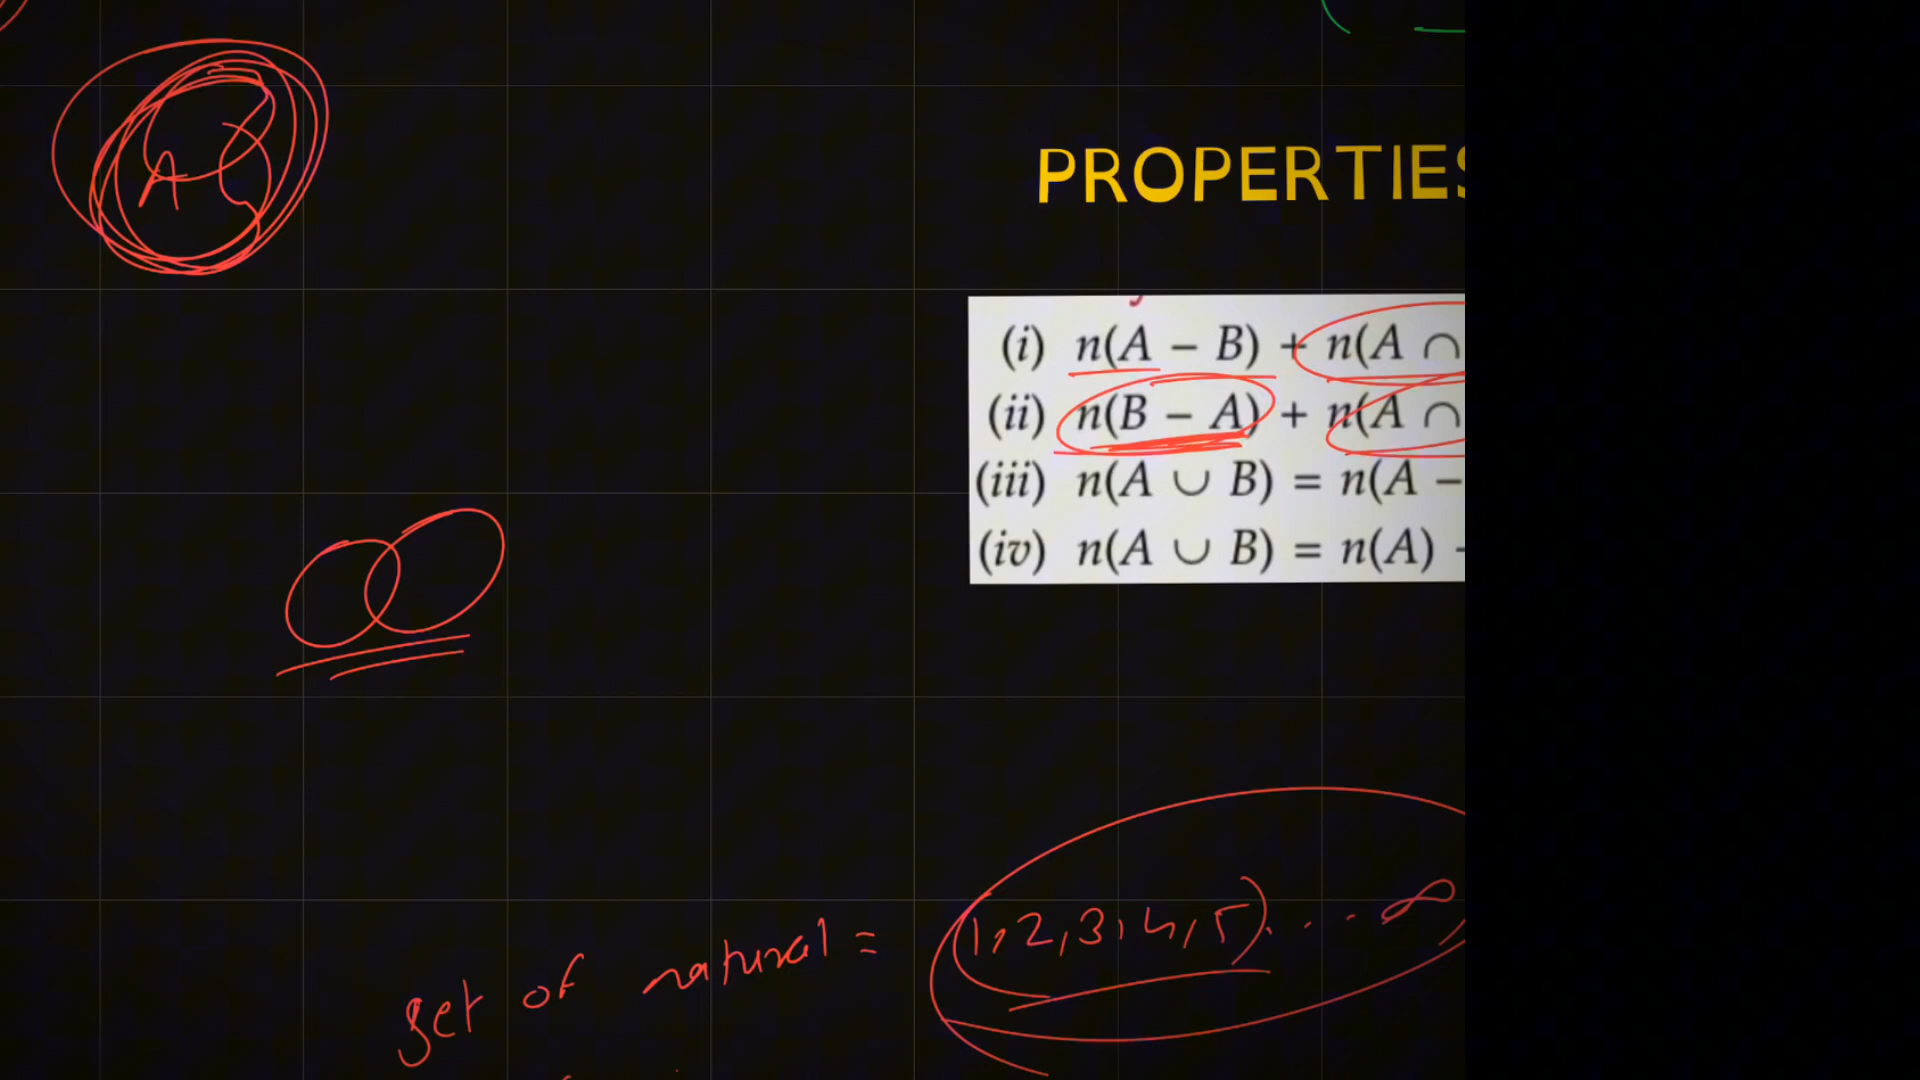 A
PROPERTIES
(i) n(A − B) + n(A ∩
(ii) n(B − A) + n(A ∩
(iii) n(A ∪ B) = n(A −
(iv) n(A ∪ B) = n(A) -
set of natural = (1,2,3,4,5)... ∞